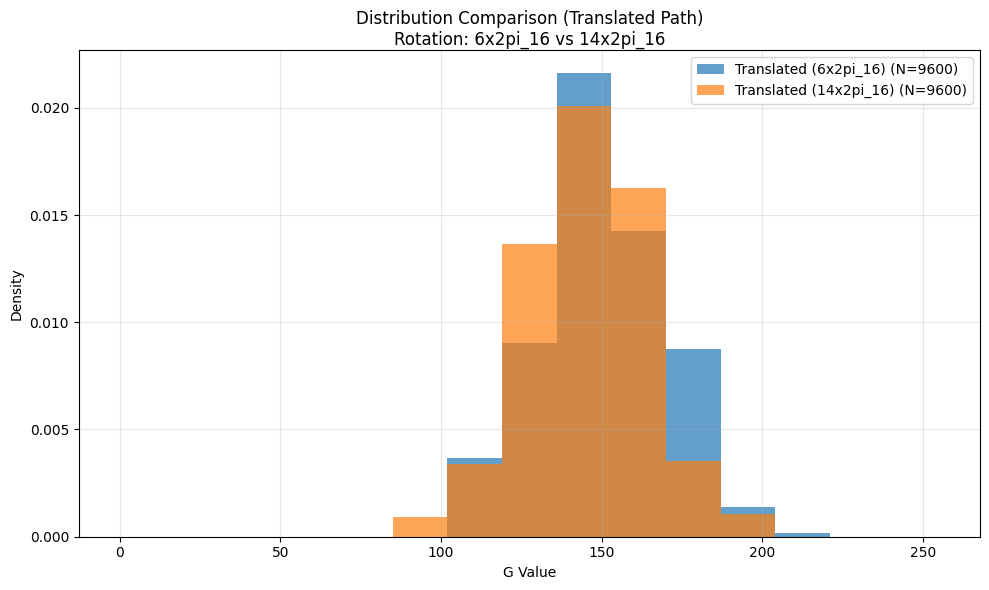 Distribution Comparison (Translated Path)
Rotation: 6x2pi_16 vs 14x2pi_16
Translated (6x2pi_16) (N=9600)
Translated (14x2pi_16) (N=9600)
Density
0.020
0.015
0.010
0.005
0.000
0 50 100 150 200 250
G Value